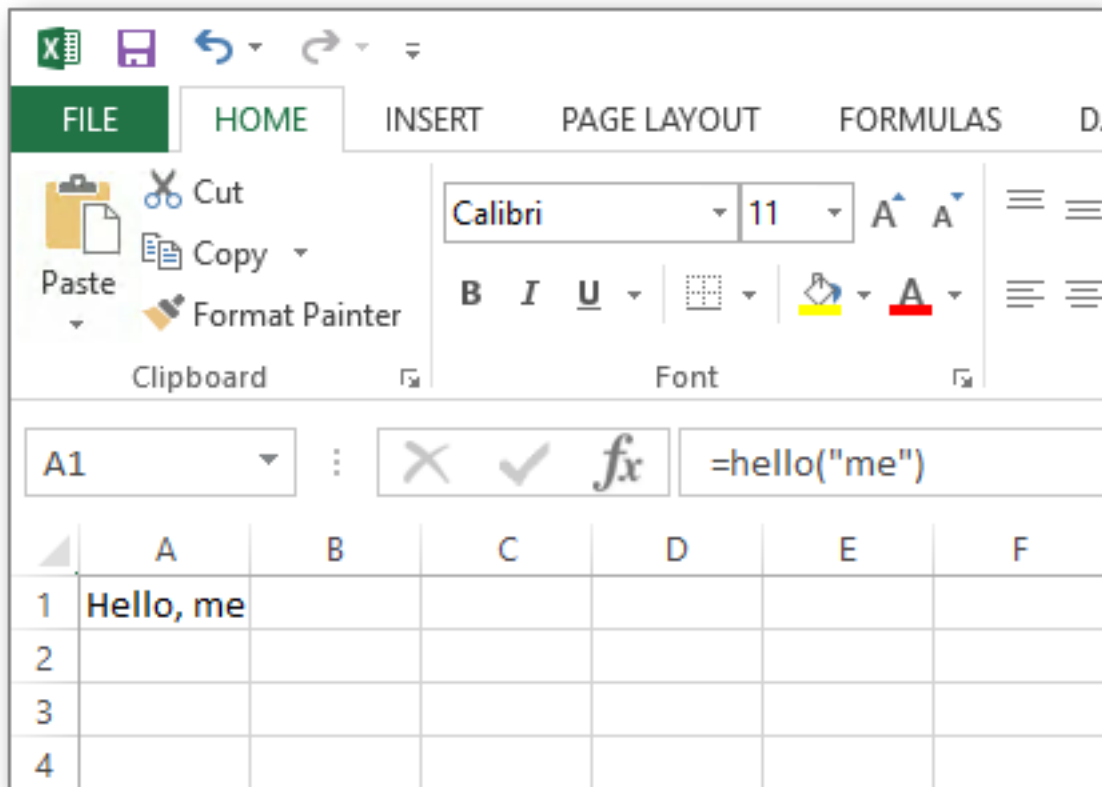 FILE HOME INSERT PAGE LAYOUT FORMULAS
Cut
Calibri 11
Copy
Paste
B I U A
Format Painter
Clipboard Font
A1 fx =hello("me")
A B C D E F
1 Hello, me
2
3
4